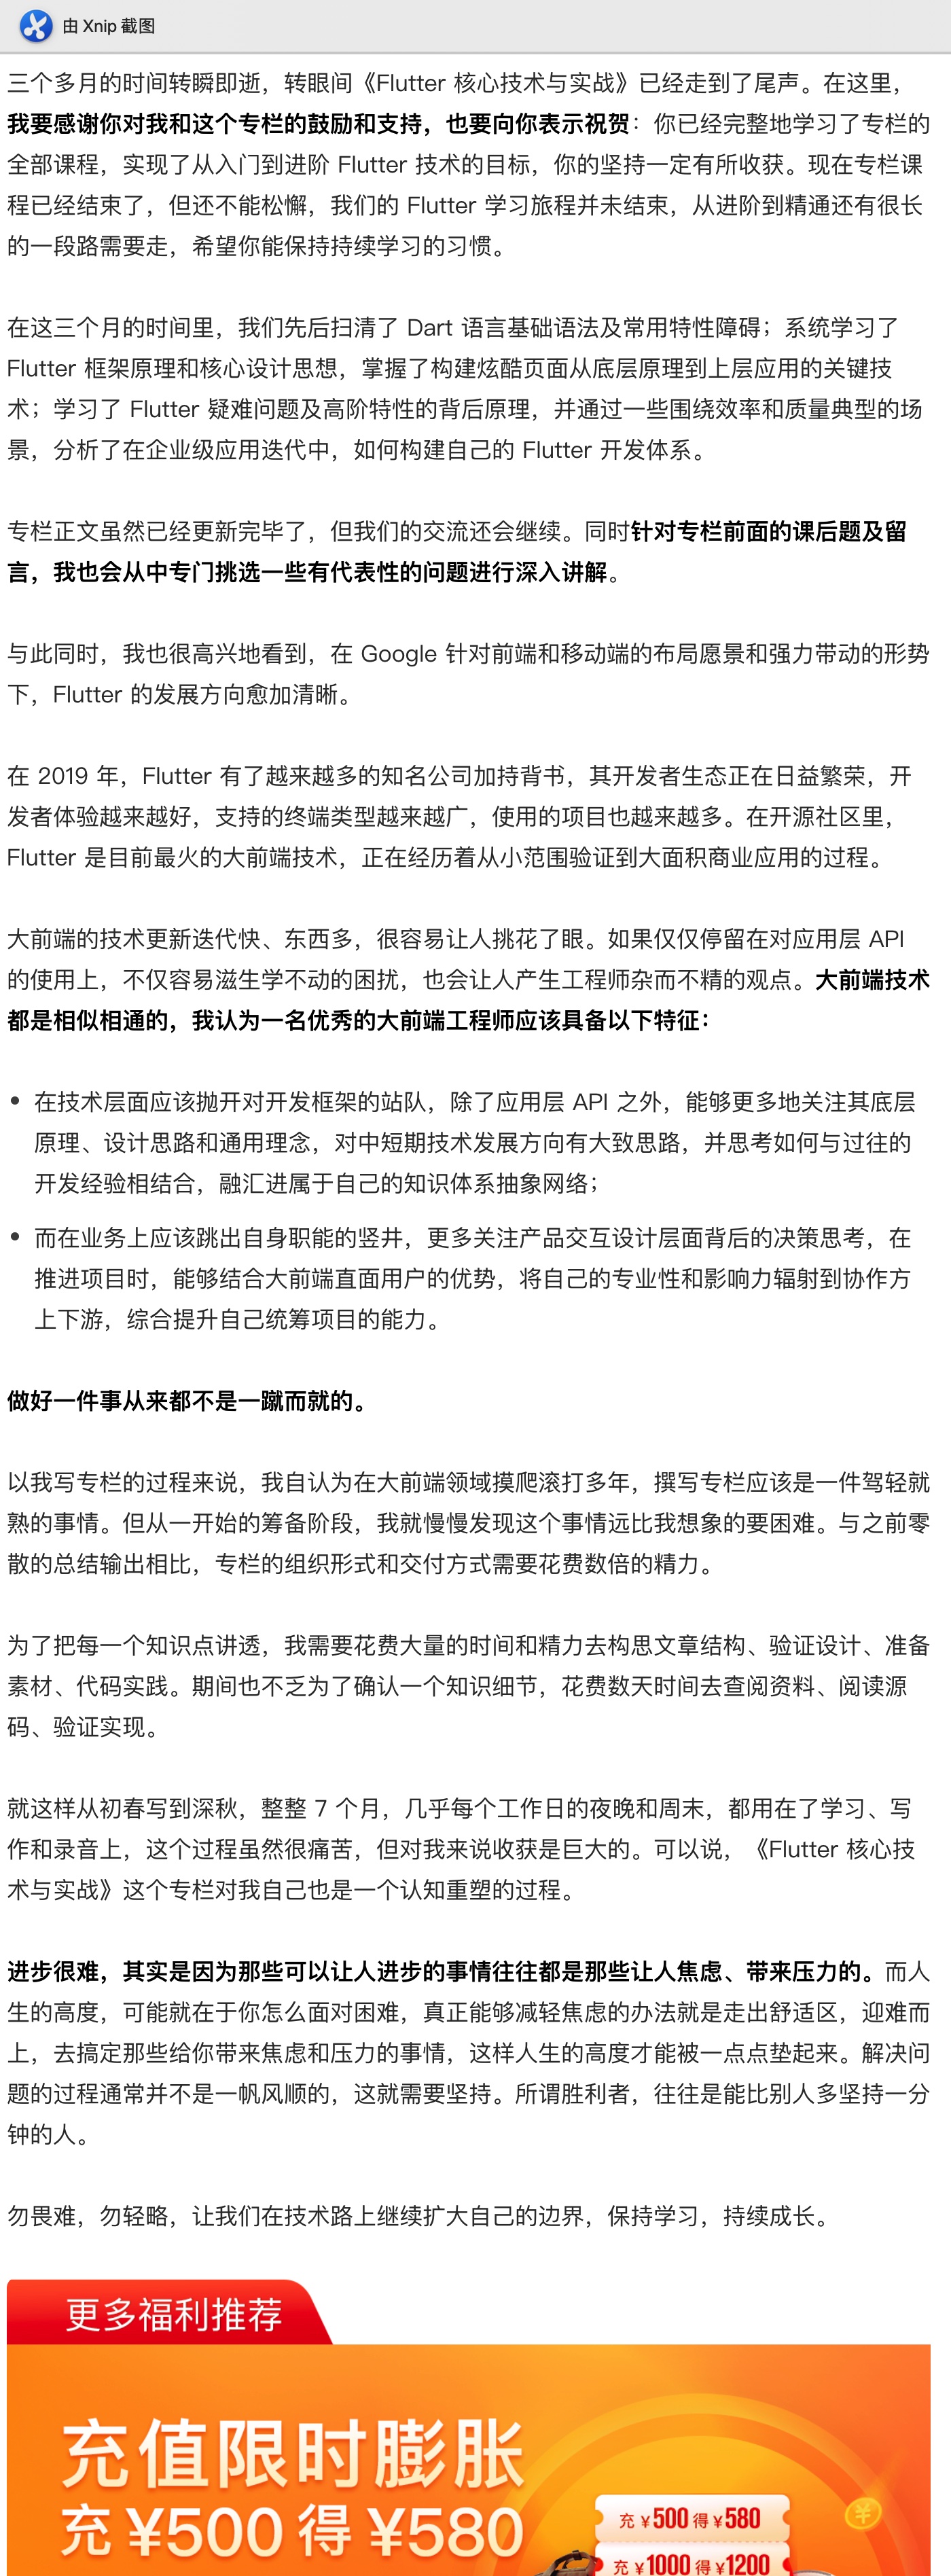 由 Xnip 截图
三个多月的时间转瞬即逝，转眼间《Flutter 核心技术与实战》已经走到了尾声。在这里，
我要感谢你对我和这个专栏的鼓励和支持，也要向你表示祝贺：你已经完整地学习了专栏的
全部课程，实现了从入门到进阶 Flutter 技术的目标，你的坚持一定有所收获。现在专栏课
程已经结束了，但还不能松懈，我们的 Flutter 学习旅程并未结束，从进阶到精通还有很长
的一段路需要走，希望你能保持持续学习的习惯。
在这三个月的时间里，我们先后扫清了 Dart 语言基础语法及常用特性障碍；系统学习了
Flutter 框架原理和核心设计思想，掌握了构建炫酷页面从底层原理到上层应用的关键技
术；学习了 Flutter 疑难问题及高阶特性的背后原理，并通过一些围绕效率和质量典型的场
景，分析了在企业级应用迭代中，如何构建自己的 Flutter 开发体系。
专栏正文虽然已经更新完毕了，但我们的交流还会继续。同时针对专栏前面的课后题及留
言，我也会从中专门挑选一些有代表性的问题进行深入讲解。
与此同时，我也很高兴地看到，在 Google 针对前端和移动端的布局愿景和强力带动的形势
下，Flutter 的发展方向愈加清晰。
在 2019 年，Flutter 有了越来越多的知名公司加持背书，其开发者生态正在日益繁荣，开
发者体验越来越好，支持的终端类型越来越广，使用的项目也越来越多。在开源社区里，
Flutter 是目前最火的大前端技术，正在经历着从小范围验证到大面积商业应用的过程。
大前端的技术更新迭代快、东西多，很容易让人挑花了眼。如果仅仅停留在对应用层 API
的使用上，不仅容易滋生学不动的困扰，也会让人产生工程师杂而不精的观点。大前端技术
都是相似相通的，我认为一名优秀的大前端工程师应该具备以下特征：
• 在技术层面应该抛开对开发框架的站队，除了应用层 API 之外，能够更多地关注其底层
原理、设计思路和通用理念，对中短期技术发展方向有大致思路，并思考如何与过往的
开发经验相结合，融汇进属于自己的知识体系抽象网络；
• 而在业务上应该跳出自身职能的竖井，更多关注产品交互设计层面背后的决策思考，在
推进项目时，能够结合大前端直面用户的优势，将自己的专业性和影响力辐射到协作方
上下游，综合提升自己统筹项目的能力。
做好一件事从来都不是一蹴而就的。
以我写专栏的过程来说，我自认为在大前端领域摸爬滚打多年，撰写专栏应该是一件驾轻就
熟的事情。但从一开始的筹备阶段，我就慢慢发现这个事情远比我想象的要困难。与之前零
散的总结输出相比，专栏的组织形式和交付方式需要花费数倍的精力。
为了把每一个知识点讲透，我需要花费大量的时间和精力去构思文章结构、验证设计、准备
素材、代码实践。期间也不乏为了确认一个知识细节，花费数天时间去查阅资料、阅读源
码、验证实现。
就这样从初春写到深秋，整整 7 个月，几乎每个工作日的夜晚和周末，都用在了学习、写
作和录音上，这个过程虽然很痛苦，但对我来说收获是巨大的。可以说，《Flutter 核心技
术与实战》这个专栏对我自己也是一个认知重塑的过程。
进步很难，其实是因为那些可以让人进步的事情往往都是那些让人焦虑、带来压力的。而人
生的高度，可能就在于你怎么面对困难，真正能够减轻焦虑的办法就是走出舒适区，迎难而
上，去搞定那些给你带来焦虑和压力的事情，这样人生的高度才能被一点点垫起来。解决问
题的过程通常并不是一帆风顺的，这就需要坚持。所谓胜利者，往往是能比别人多坚持一分
钟的人。
勿畏难，勿轻略，让我们在技术路上继续扩大自己的边界，保持学习，持续成长。
更多福利推荐
充值限时膨胀
充 ¥500 得 ¥580
充 ¥500 得 ¥580
充 ¥1000 得 ¥1200